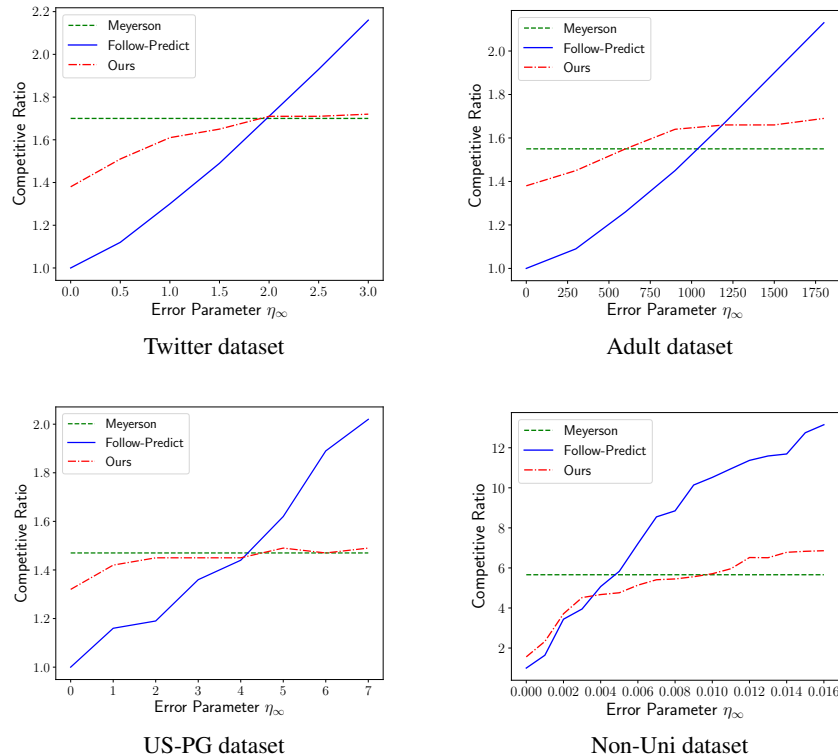 2.2
2.0
1.8
1.6
1.4
1.2
1.0
Competitive Ratio
Meyerson
Follow-Predict
Ours
0.0 0.5 1.0 1.5 2.0 2.5 3.0
Error Parameter η∞
Twitter dataset
2.0
1.8
1.6
1.4
1.2
1.0
Competitive Ratio
Meyerson
Follow-Predict
Ours
0 250 500 750 1000 1250 1500 1750
Error Parameter η∞
Adult dataset
2.0
1.8
1.6
1.4
1.2
1.0
Competitive Ratio
Meyerson
Follow-Predict
Ours
0 1 2 3 4 5 6 7
Error Parameter η∞
US-PG dataset
12
10
8
6
4
2
Competitive Ratio
Meyerson
Follow-Predict
Ours
0.000 0.002 0.004 0.006 0.008 0.010 0.012 0.014 0.016
Error Parameter η∞
Non-Uni dataset